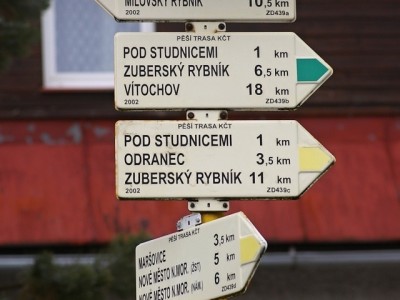 MILOVSKÝ RYBNÍK 10,5 km
ZD439a
PĚŠÍ TRASA KČT
POD STUDNICEMI 1 km
ZUBERSKÝ RYBNÍK 6,5 km
VÍTOCHOV 18 km
2002 ZD439b
PĚŠÍ TRASA KČT
POD STUDNICEMI 1 km
ODRANEC 3,5 km
ZUBERSKÝ RYBNÍK 11 km
2002 ZD439c
PĚŠÍ TRASA KČT
MARŠOVICE 3,5 km
NOVÉ MĚSTO N.MOR. (ŽST) 5 km
NOVÉ MĚSTO N.MOR. (NÁM.) 6 km